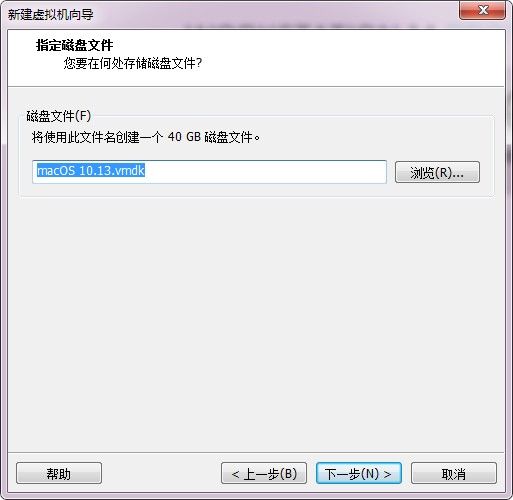 新建虚拟机向导
指定磁盘文件
您要在何处存储磁盘文件?
磁盘文件(F)
将使用此文件名创建一个 40 GB 磁盘文件。
macOS 10.13.vmdk
浏览(R)...
帮助
< 上一步(B)
下一步(N) >
取消